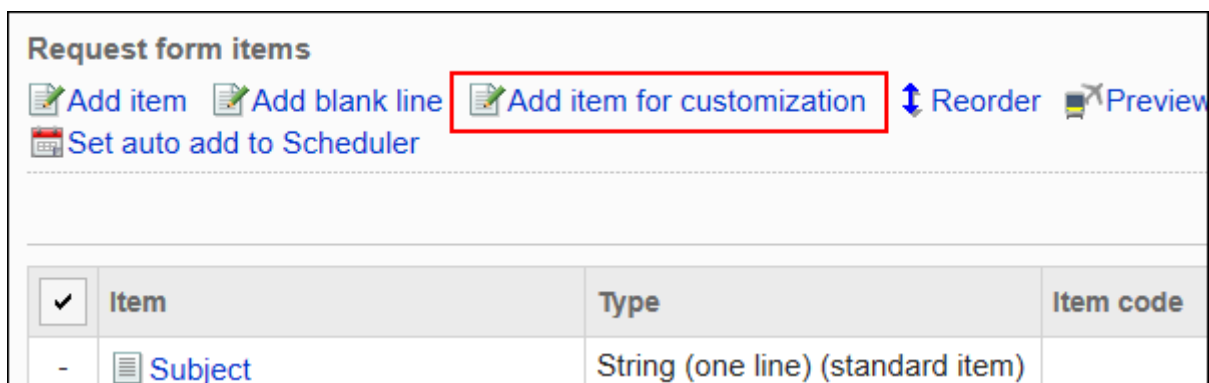 Request form items
Add item Add blank line Add item for customization Reorder Preview
Set auto add to Scheduler
Item Type Item code
- Subject String (one line) (standard item)